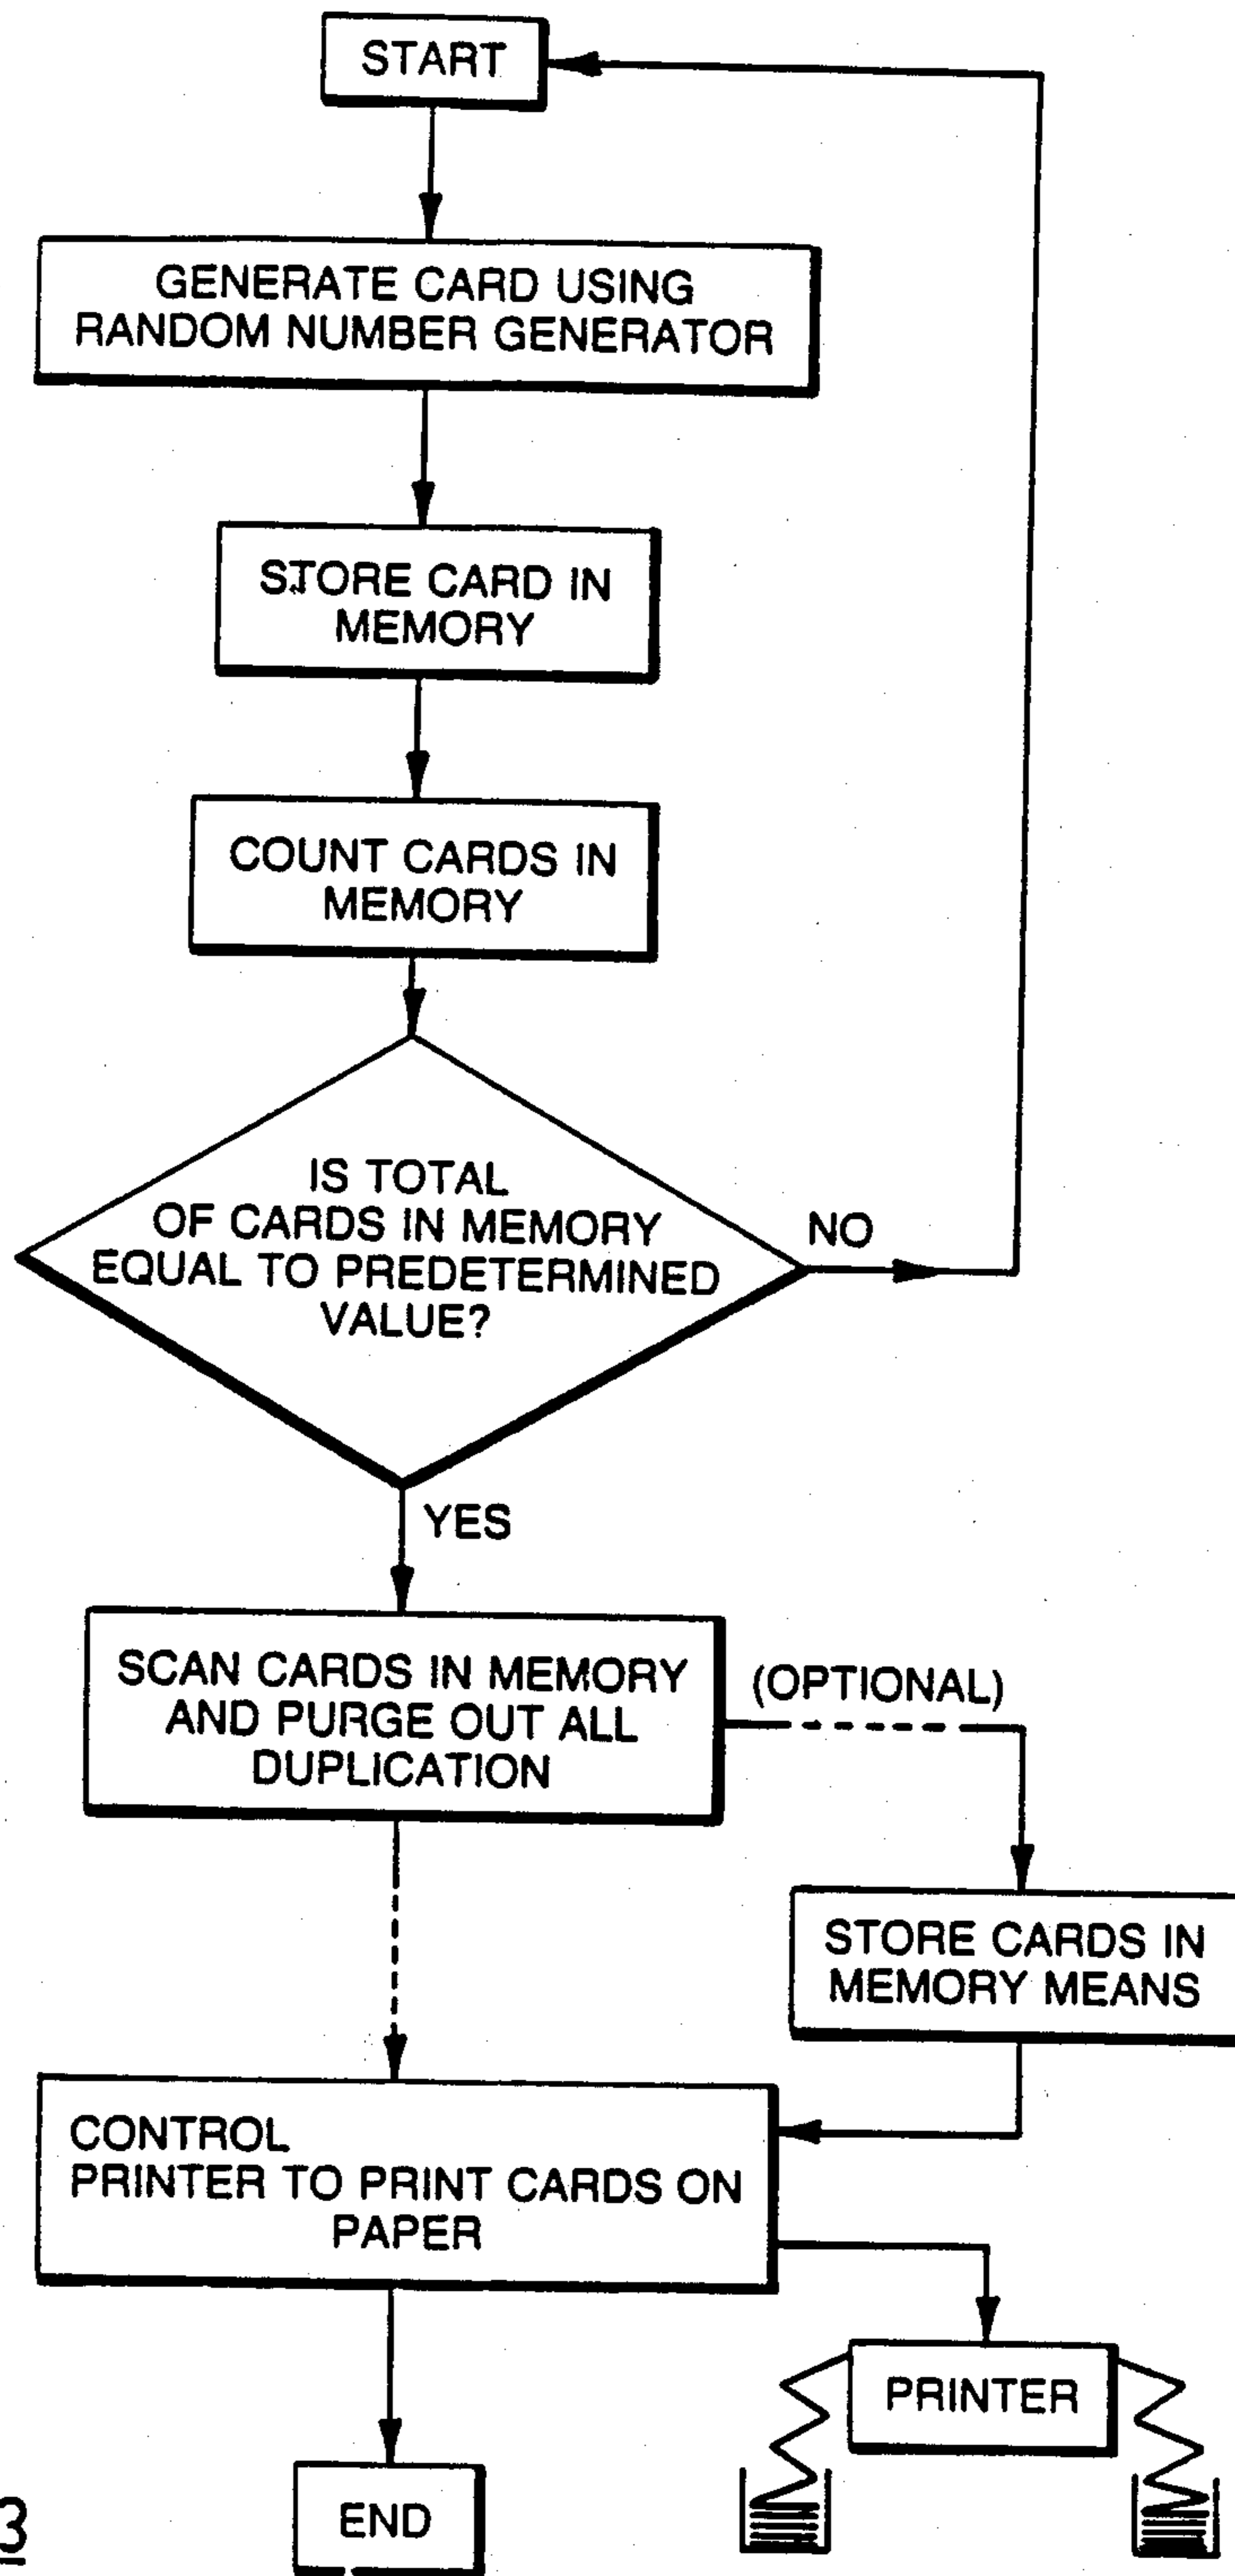 START
GENERATE CARD USING
RANDOM NUMBER GENERATOR
STORE CARD IN
MEMORY
COUNT CARDS IN
MEMORY
IS TOTAL
OF CARDS IN MEMORY
EQUAL TO PREDETERMINED
VALUE?
NO
YES
SCAN CARDS IN MEMORY
AND PURGE OUT ALL
DUPLICATION
(OPTIONAL)
STORE CARDS IN
MEMORY MEANS
CONTROL
PRINTER TO PRINT CARDS ON
PAPER
PRINTER
END
3